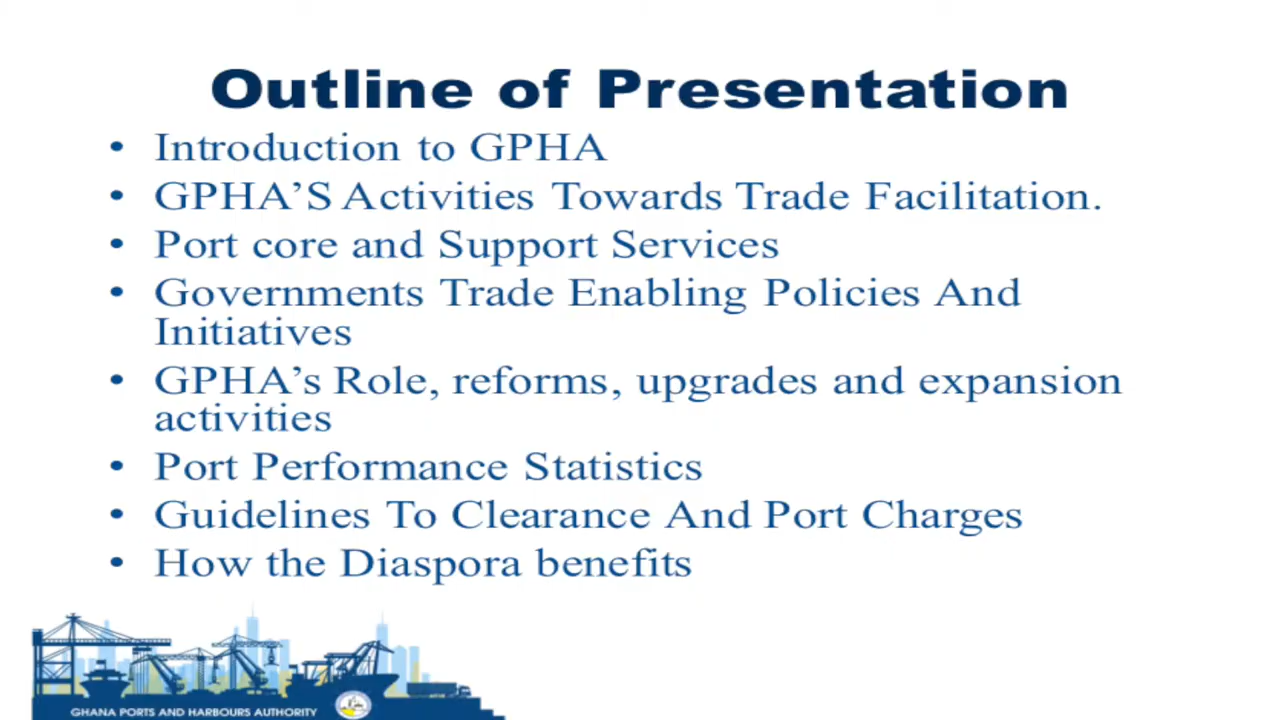 Outline of Presentation
• Introduction to GPHA
• GPHA’S Activities Towards Trade Facilitation.
• Port core and Support Services
• Governments Trade Enabling Policies And
Initiatives
• GPHA’s Role, reforms, upgrades and expansion
activities
• Port Performance Statistics
• Guidelines To Clearance And Port Charges
• How the Diaspora benefits
GHANA PORTS AND HARBOURS AUTHORITY